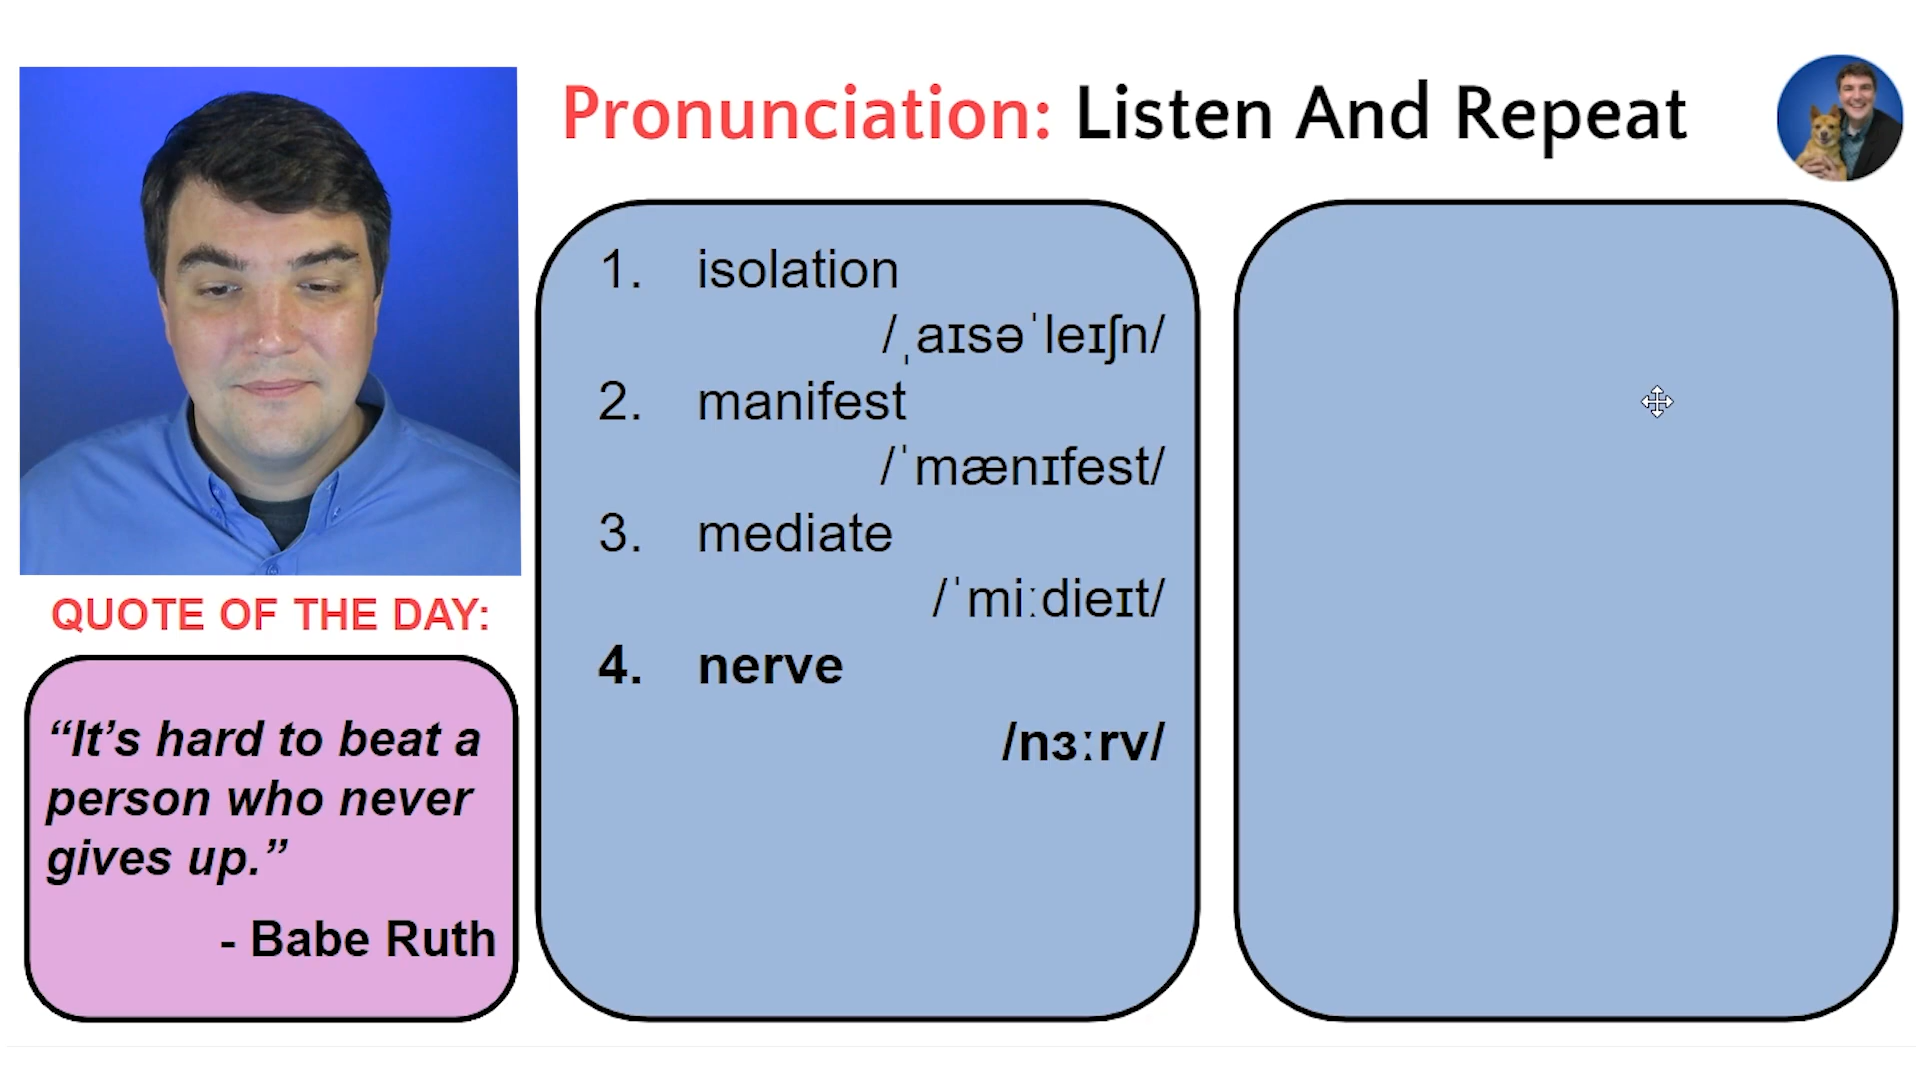 Pronunciation: Listen And Repeat
1. isolation
/ˌaɪsəˈleɪʃn/
2. manifest
/ˈmænɪfest/
3. mediate
/ˈmiːdieɪt/
4. nerve
/nɜːrv/
QUOTE OF THE DAY:
“It’s hard to beat a
person who never
gives up.”
- Babe Ruth